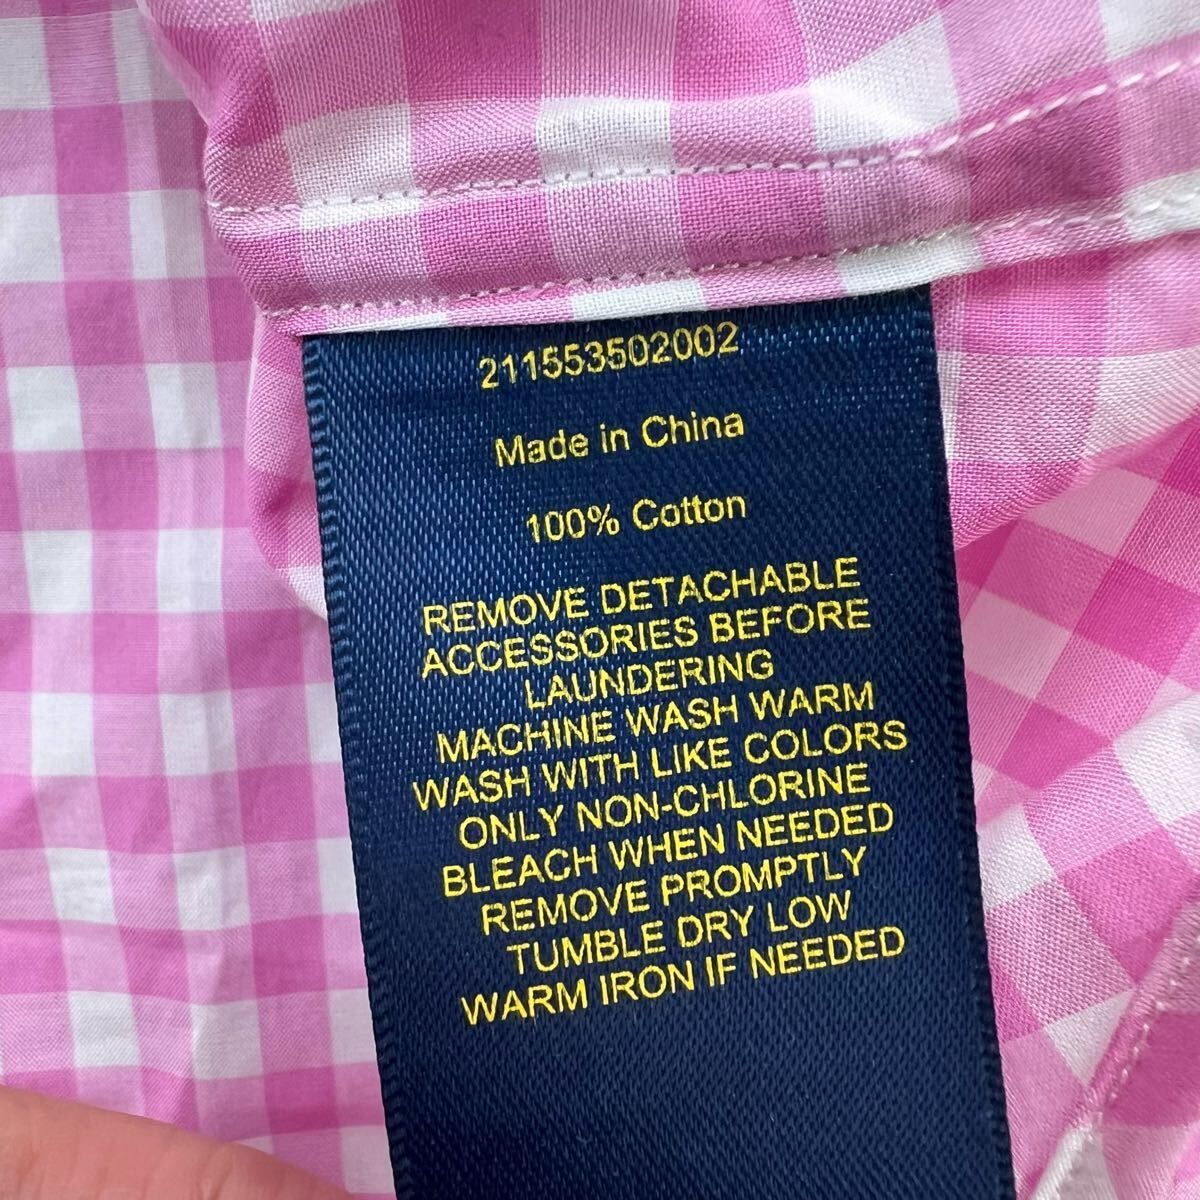 211553502002
Made in China
100% Cotton
REMOVE DETACHABLE
ACCESSORIES BEFORE
LAUNDERING
MACHINE WASH WARM
WASH WITH LIKE COLORS
ONLY NON-CHLORINE
BLEACH WHEN NEEDED
REMOVE PROMPTLY
TUMBLE DRY LOW
WARM IRON IF NEEDED